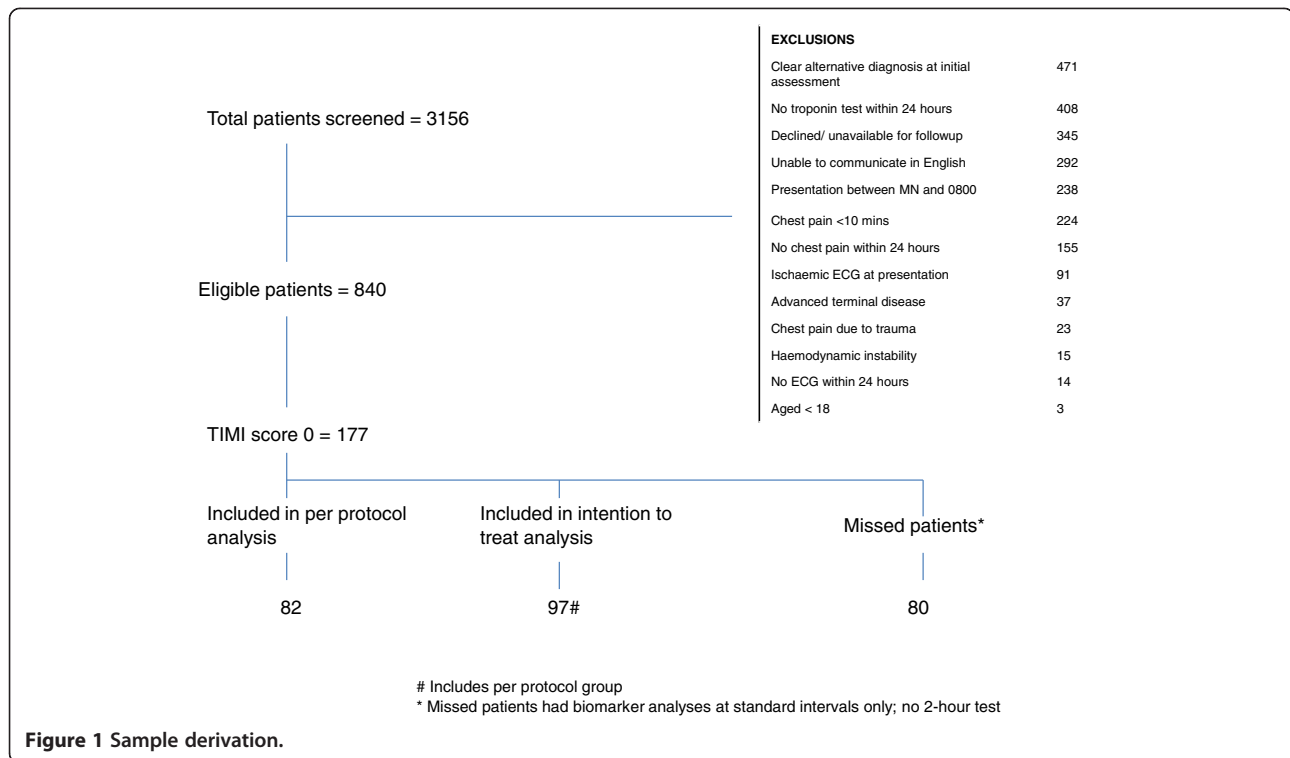 EXCLUSIONS
Clear alternative diagnosis at initial 471
assessment
No troponin test within 24 hours 408
Declined/ unavailable for followup 345
Unable to communicate in English 292
Presentation between MN and 0800 238
Chest pain <10 mins 224
No chest pain within 24 hours 155
Ischaemic ECG at presentation 91
Advanced terminal disease 37
Chest pain due to trauma 23
Haemodynamic instability 15
No ECG within 24 hours 14
Aged < 18 3
Total patients screened = 3156
Eligible patients = 840
TIMI score 0 = 177
Included in per protocol
analysis
82
Included in intention to
treat analysis
97#
Missed patients*
80
# Includes per protocol group
* Missed patients had biomarker analyses at standard intervals only; no 2-hour test
Figure 1 Sample derivation.